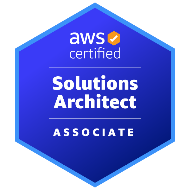 aws
certified
Solutions
Architect
ASSOCIATE